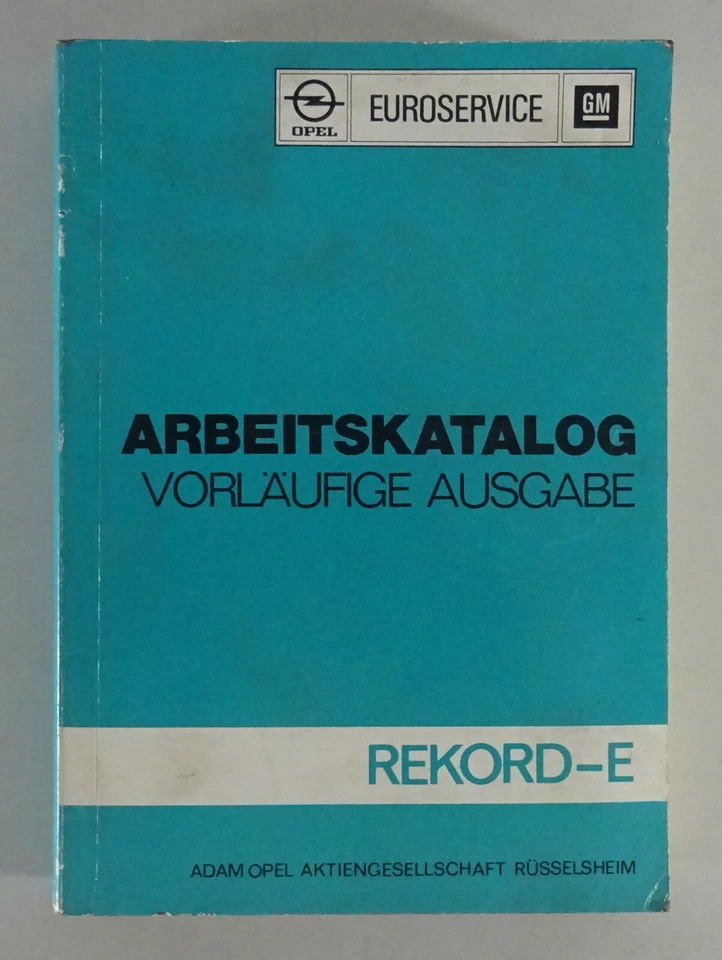 OPEL
EUROSERVICE
GM
ARBEITSKATALOG
VORLÄUFIGE AUSGABE
REKORD-E
ADAM OPEL AKTIENGESELLSCHAFT RÜSSELSHEIM